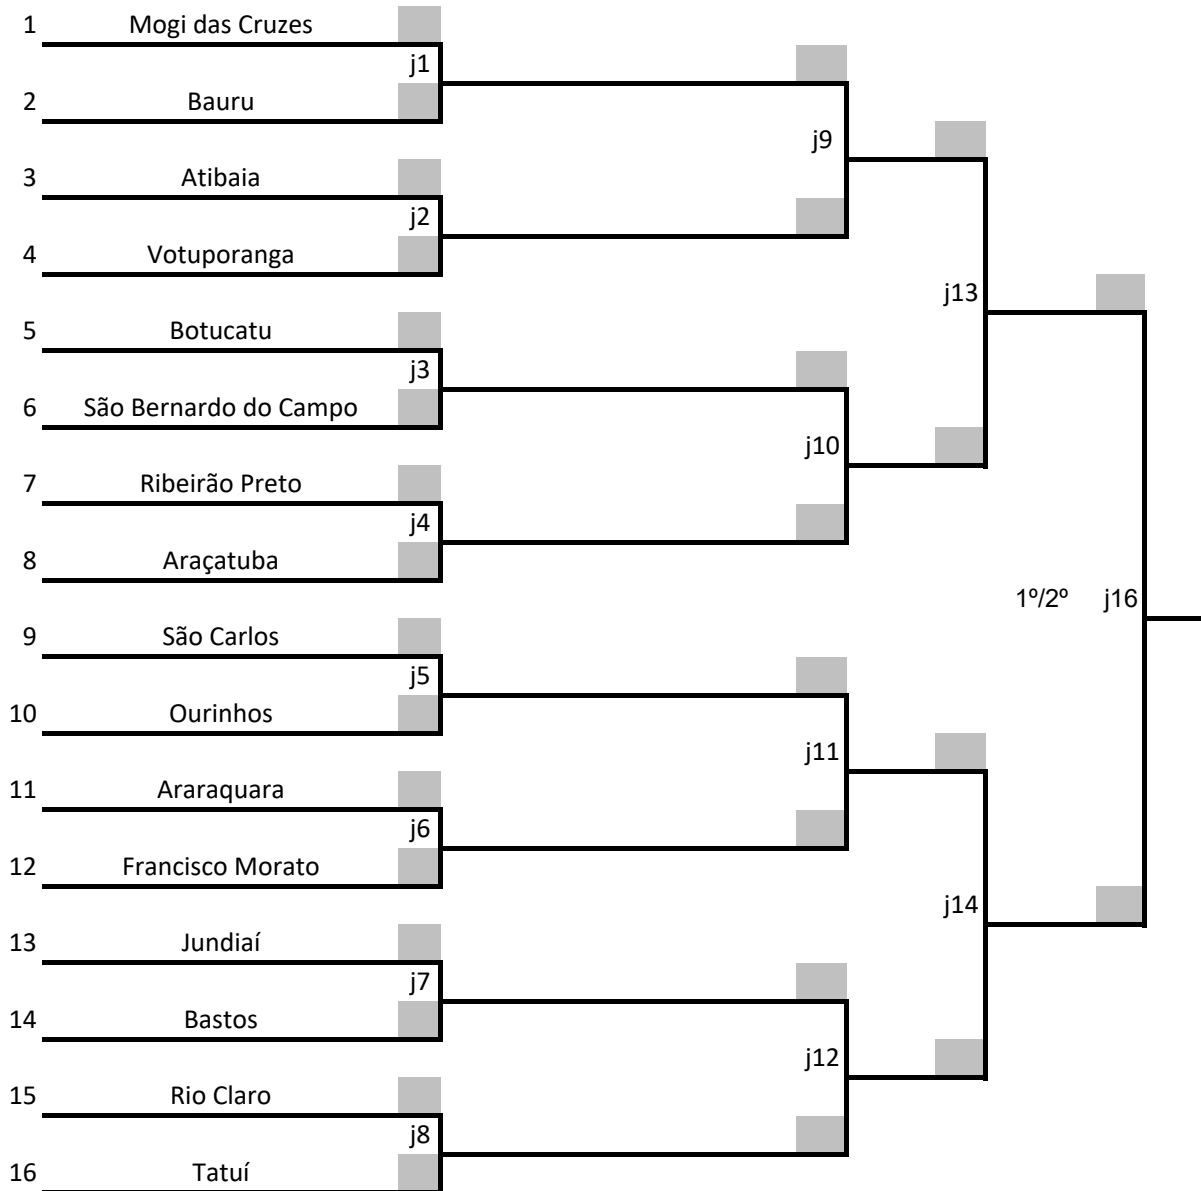 1 Mogi das Cruzes
j1
2 Bauru
j9
3 Atibaia
j2
4 Votuporanga
j13
5 Botucatu
j3
6 São Bernardo do Campo
j10
7 Ribeirão Preto
j4
8 Araçatuba
1º/2º j16
9 São Carlos
j5
10 Ourinhos
j11
11 Araraquara
j6
12 Francisco Morato
j14
13 Jundiaí
j7
14 Bastos
j12
15 Rio Claro
j8
16 Tatuí